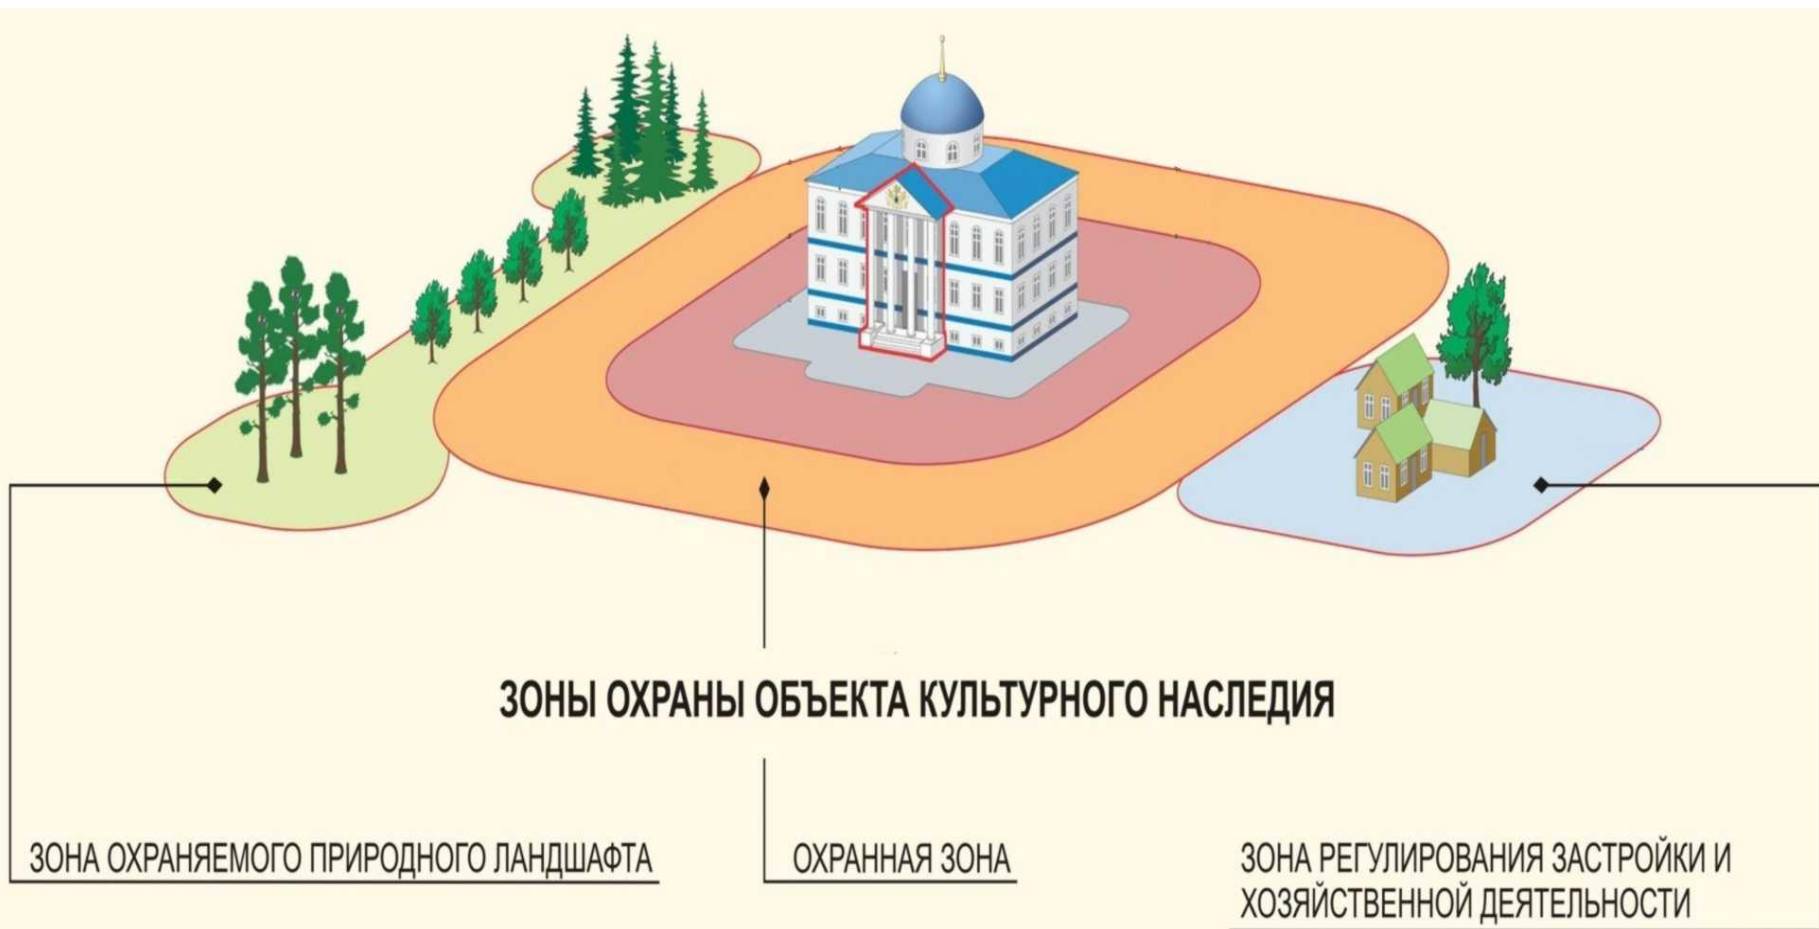 ЗОНЫ ОХРАНЫ ОБЪЕКТА КУЛЬТУРНОГО НАСЛЕДИЯ
ЗОНА ОХРАНЯЕМОГО ПРИРОДНОГО ЛАНДШАФТА
ОХРАННАЯ ЗОНА
ЗОНА РЕГУЛИРОВАНИЯ ЗАСТРОЙКИ И
ХОЗЯЙСТВЕННОЙ ДЕЯТЕЛЬНОСТИ